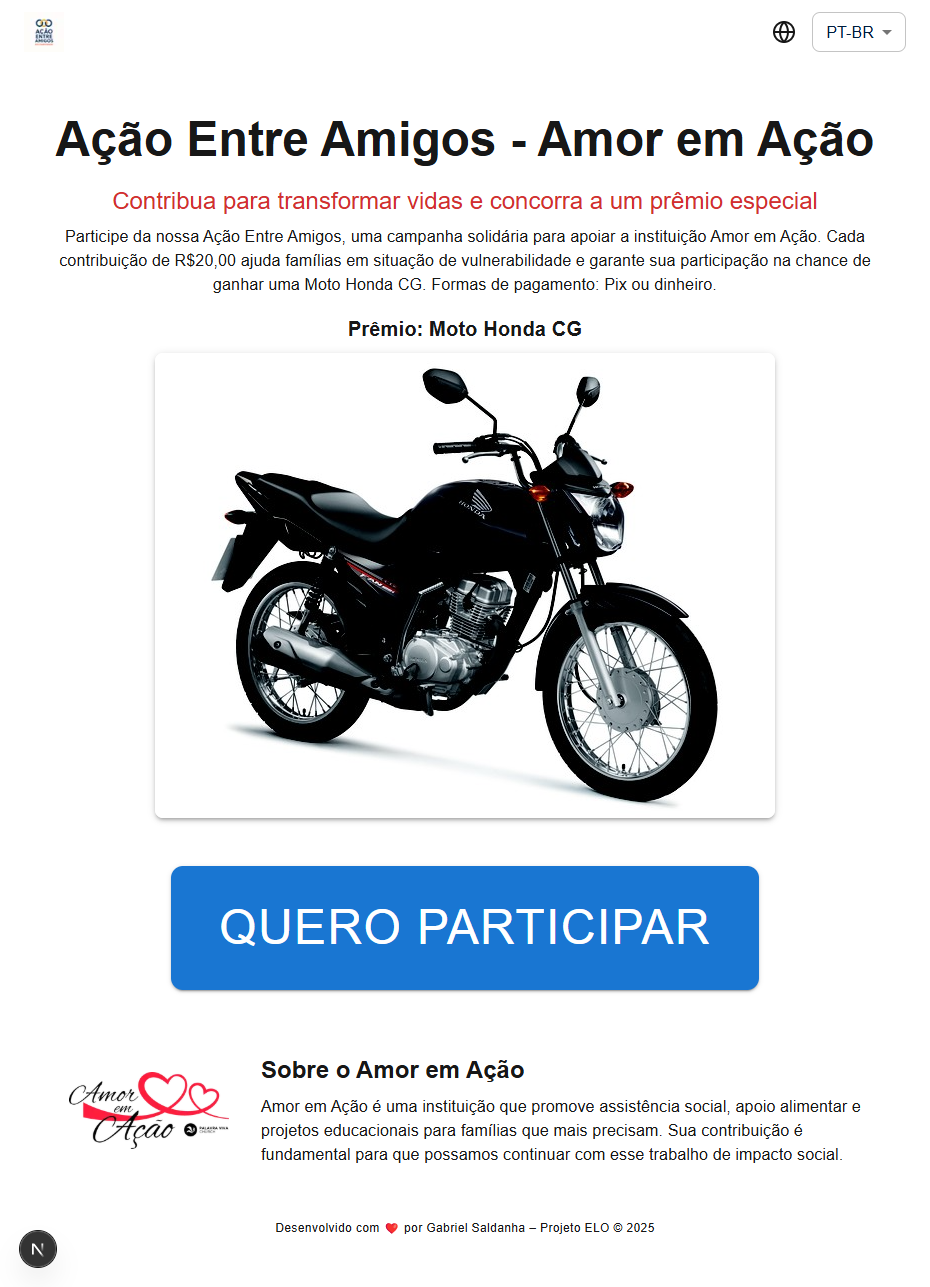 AÇÃO
ENTRE
AMIGOS
PT-BR
Ação Entre Amigos - Amor em Ação
Contribua para transformar vidas e concorra a um prêmio especial
Participe da nossa Ação Entre Amigos, uma campanha solidária para apoiar a instituição Amor em Ação. Cada
contribuição de R$20,00 ajuda famílias em situação de vulnerabilidade e garante sua participação na chance de
ganhar uma Moto Honda CG. Formas de pagamento: Pix ou dinheiro.
Prêmio: Moto Honda CG
HONDA
FAN
QUERO PARTICIPAR
Amor
em
Ação
PALAVRA VIVA
Sobre o Amor em Ação
Amor em Ação é uma instituição que promove assistência social, apoio alimentar e
projetos educacionais para famílias que mais precisam. Sua contribuição é
fundamental para que possamos continuar com esse trabalho de impacto social.
Desenvolvido com ❤️ por Gabriel Saldanha – Projeto ELO © 2025
N